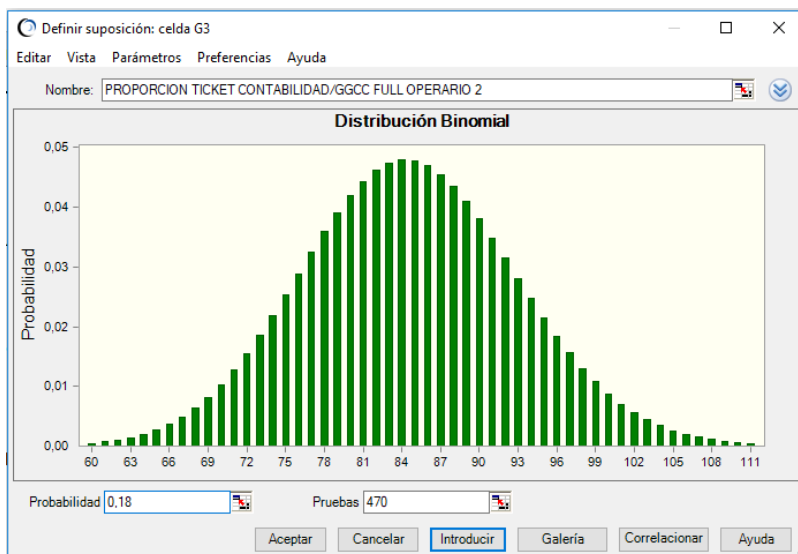 Definir suposición: celda G3
Editar Vista Parámetros Preferencias Ayuda
Nombre: PROPORCION TICKET CONTABILIDAD/GGCC FULL OPERARIO 2
Distribución Binomial
Probabilidad
0,05
0,04
0,03
0,02
0,01
0,00
60 63 66 69 72 75 78 81 84 87 90 93 96 99 102 105 108 111
Probabilidad 0,18 Pruebas 470
Aceptar Cancelar Introducir Galería Correlacionar Ayuda